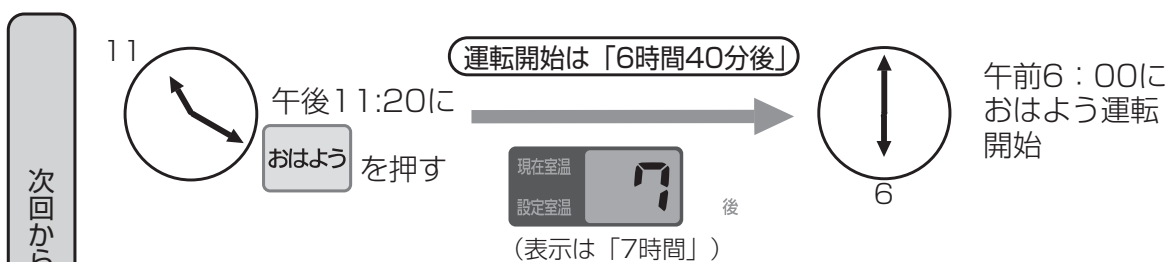 次回から
11
午後11:20に
おはよう を押す
運転開始は「6時間40分後」
現在室温
設定室温
7
後
(表示は「7時間」)
6
午前6：00に
おはよう運転
開始